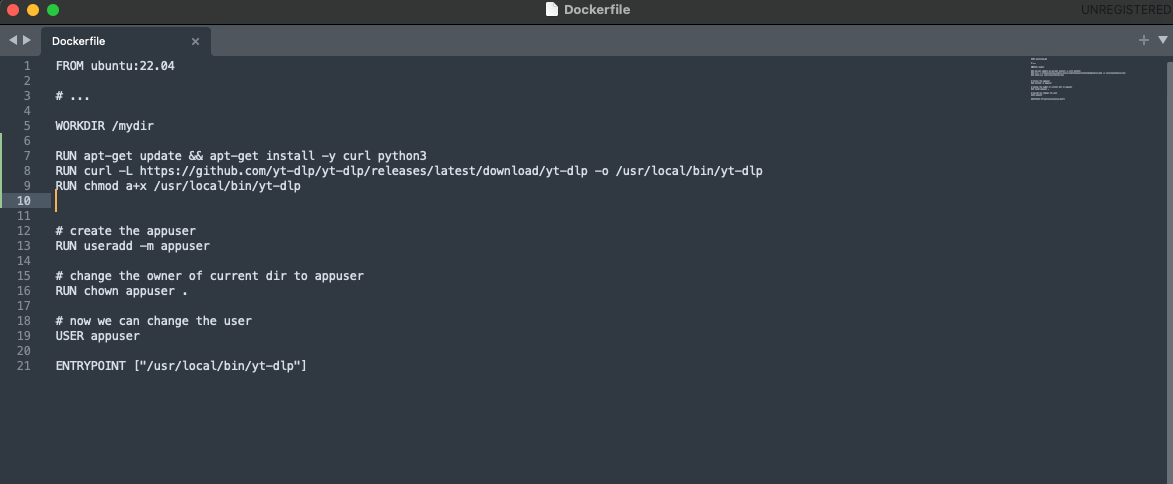 Dockerfile
UNREGISTERED
Dockerfile
1 FROM ubuntu:22.04
2
3 # ...
4
5 WORKDIR /mydir
6
7 RUN apt-get update && apt-get install -y curl python3
8 RUN curl -L https://github.com/yt-dlp/yt-dlp/releases/latest/download/yt-dlp -o /usr/local/bin/yt-dlp
9 RUN chmod a+x /usr/local/bin/yt-dlp
10
11
12 # create the appuser
13 RUN useradd -m appuser
14
15 # change the owner of current dir to appuser
16 RUN chown appuser .
17
18 # now we can change the user
19 USER appuser
20
21 ENTRYPOINT ["/usr/local/bin/yt-dlp"]